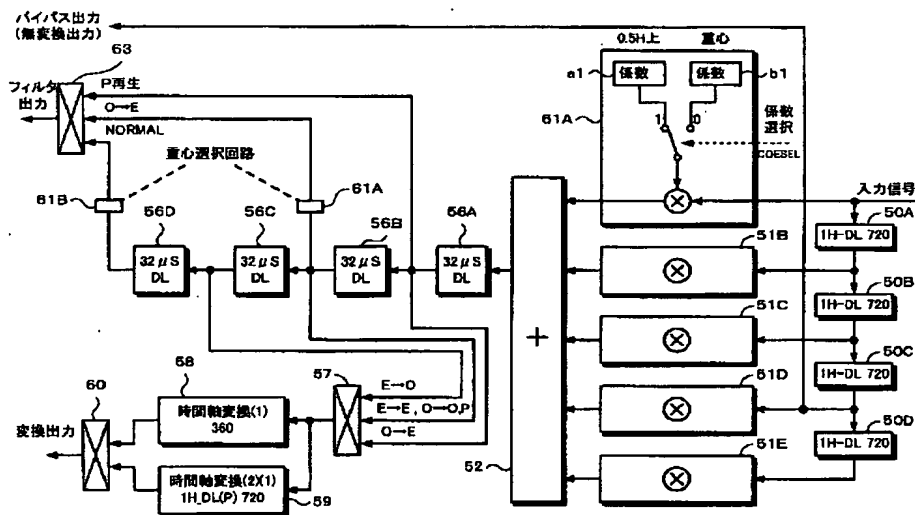 バイパス出力
(無変換出力)
63
フィルタ
出力
P再生
O→E
NORMAL
重心選択回路
61B
61A
56D
56C
56B
56A
32μS
DL
32μS
DL
32μS
DL
32μS
DL
0.5H上
重心
a1
係数
係数
b1
61A
1
0
係数
選択
COEBEL
入力信号
50A
1H-DL 720
51B
50B
1H-DL 720
51C
50C
1H-DL 720
51D
50D
1H-DL 720
51E
+
52
57
E→O
E→E , O→O,P
O→E
58
時間軸変換(1)
360
60
変換出力
時間軸変換(2)(1)
1H_DL(P) 720
59